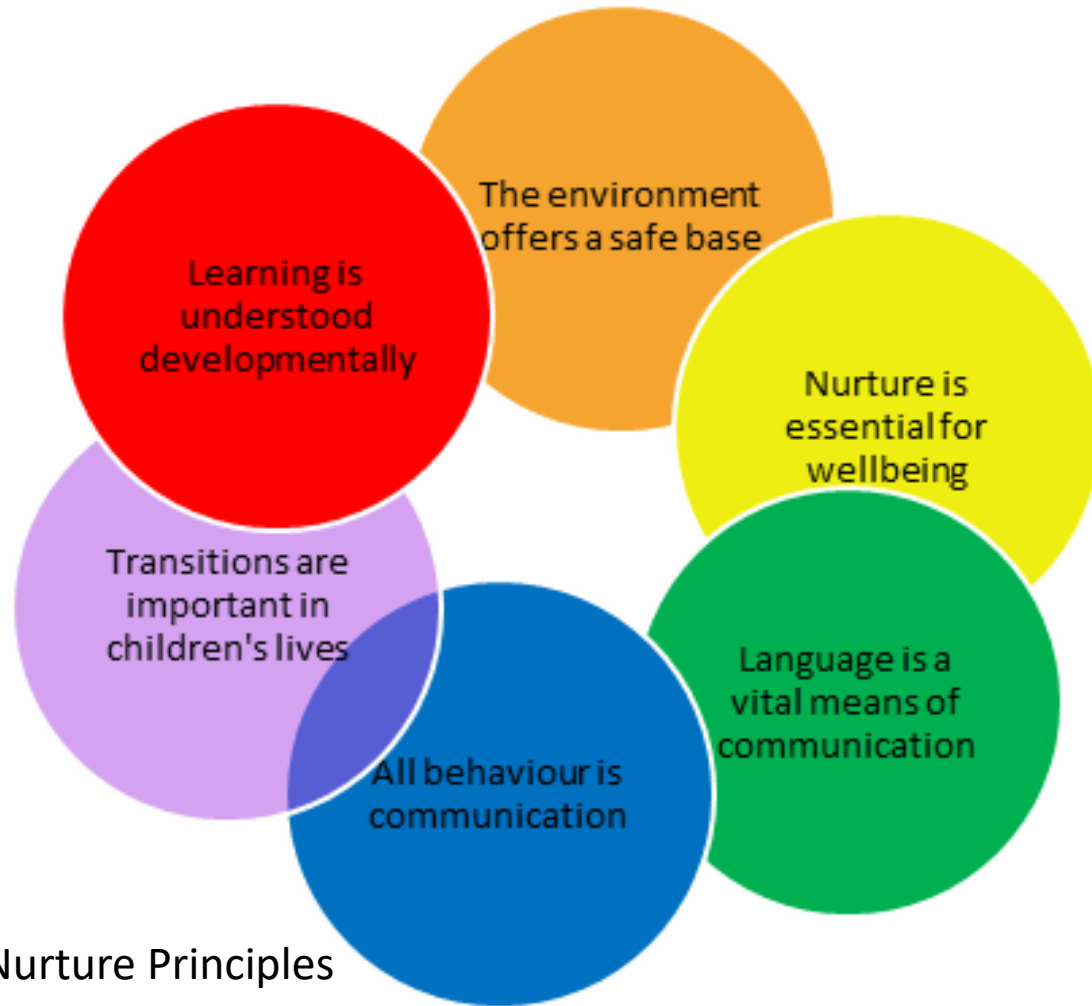 The environment
offers a safe base
Learning is
understood
developmentally
Nurture is
essential for
wellbeing
Transitions are
important in
children's lives
Language is a
vital means of
communication
All behaviour is
communication
Nurture Principles